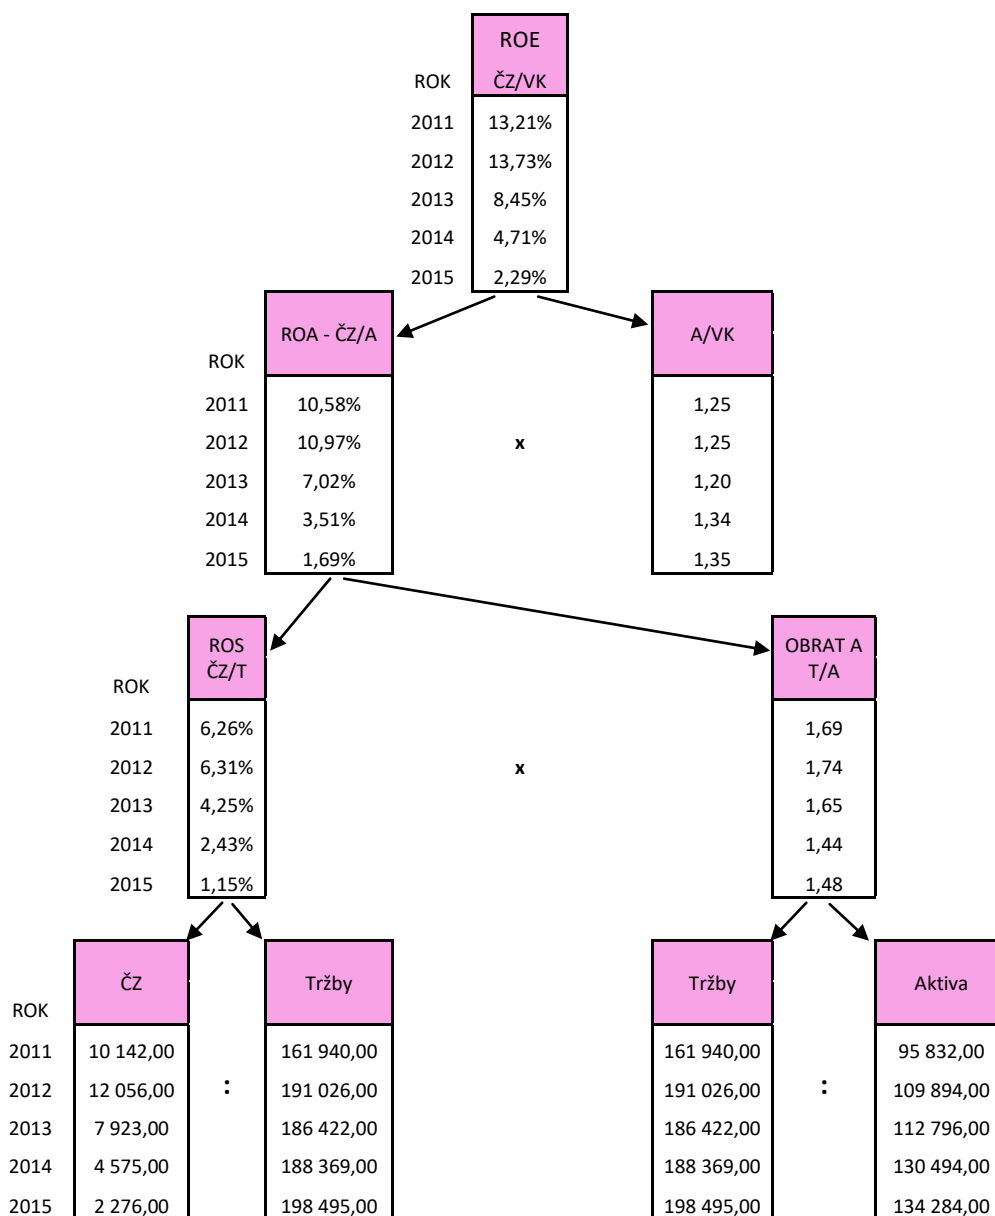 ROE
ROK ČZ/VK
2011 13,21%
2012 13,73%
2013 8,45%
2014 4,71%
2015 2,29%
ROA - ČZ/A A/VK
ROK
2011 10,58% 1,25
2012 10,97% x 1,25
2013 7,02% 1,20
2014 3,51% 1,34
2015 1,69% 1,35
ROS OBRAT A
ČZ/T T/A
ROK
2011 6,26% 1,69
2012 6,31% x 1,74
2013 4,25% 1,65
2014 2,43% 1,44
2015 1,15% 1,48
ČZ Tržby Tržby Aktiva
ROK
2011 10 142,00 161 940,00 161 940,00 95 832,00
2012 12 056,00 : 191 026,00 191 026,00 : 109 894,00
2013 7 923,00 186 422,00 186 422,00 112 796,00
2014 4 575,00 188 369,00 188 369,00 130 494,00
2015 2 276,00 198 495,00 198 495,00 134 284,00